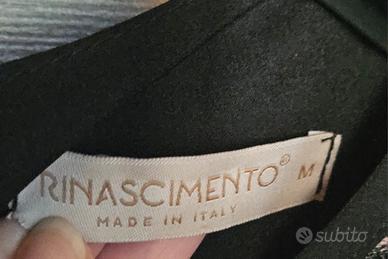 RINASCIMENTO®
M
MADE IN ITALY
subito